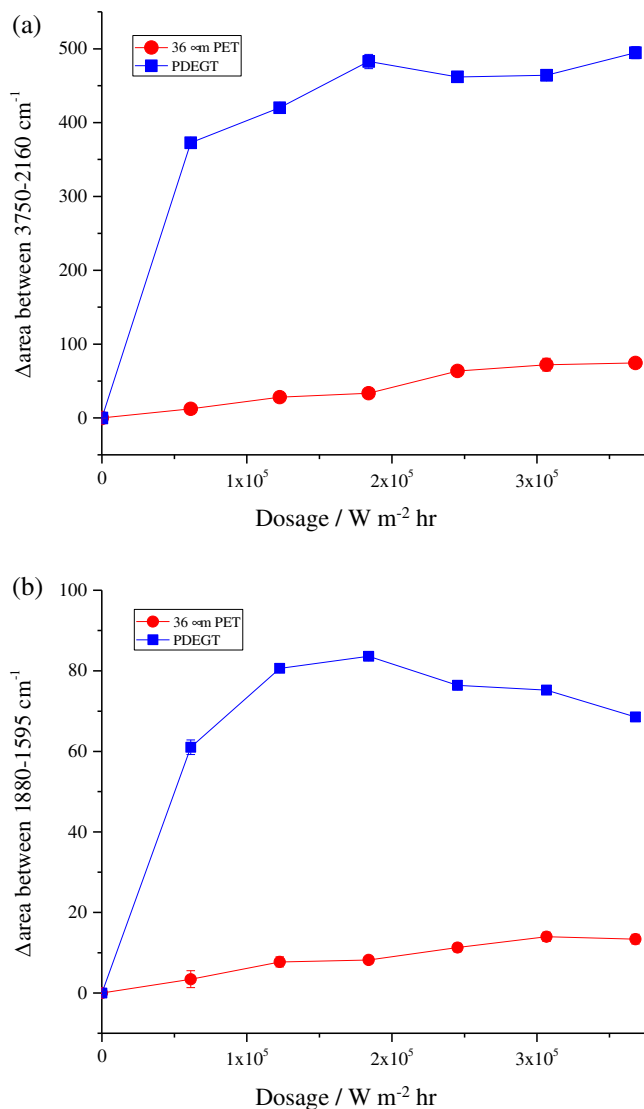 (a)
500
400
300
200
100
0
Δarea between 3750-2160 cm⁻¹
36 ∞m PET
PDEGT
0
1x10⁵
2x10⁵
3x10⁵
Dosage / W m⁻² hr
(b)
100
80
60
40
20
0
Δarea between 1880-1595 cm⁻¹
36 ∞m PET
PDEGT
0
1x10⁵
2x10⁵
3x10⁵
Dosage / W m⁻² hr